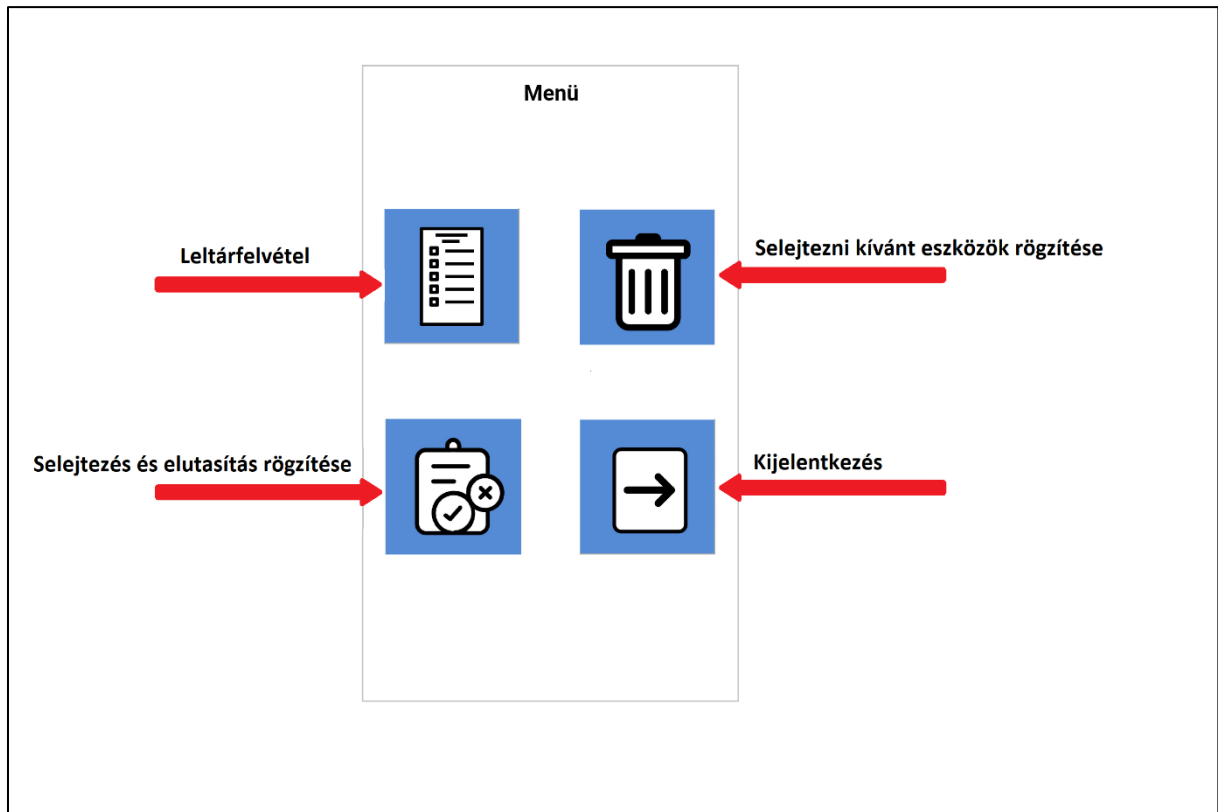 Menü
Leltárfelvétel
Selejtezni kívánt eszközök rögzítése
Selejtezés és elutasítás rögzítése
Kijelentkezés